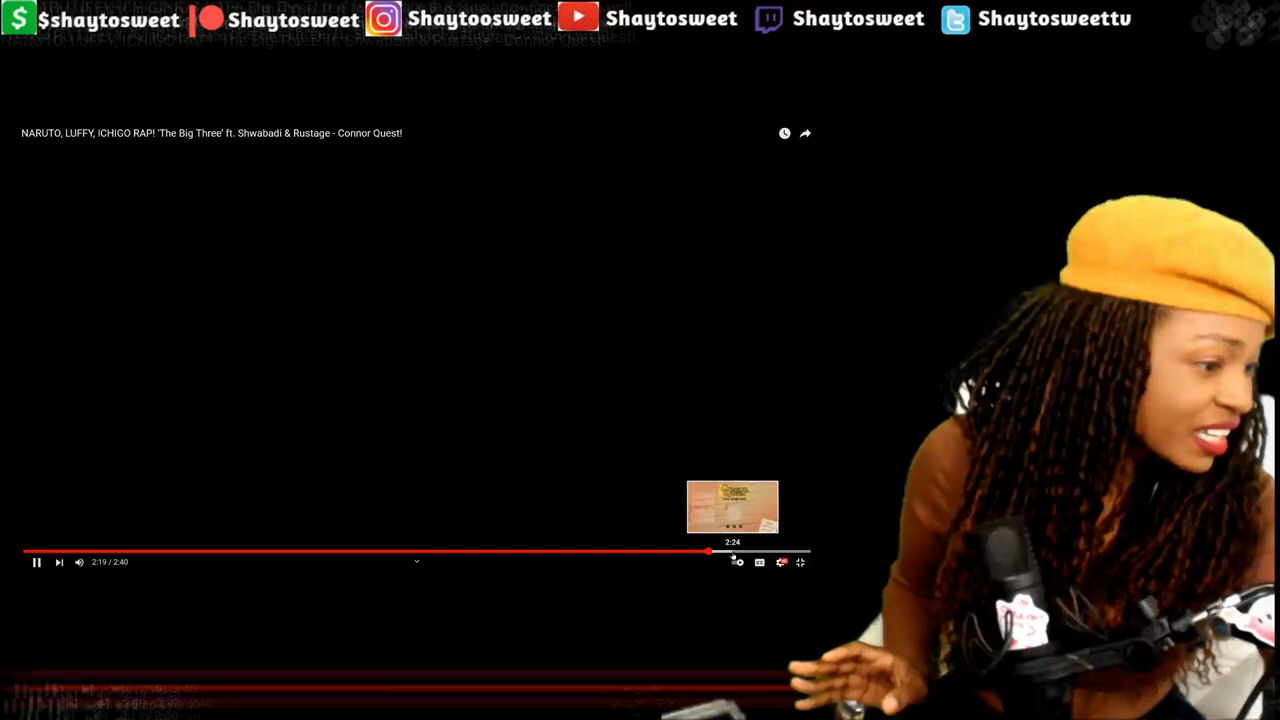 $shaytosweet Shaytosweet Shaytoosweet Shaytosweet Shaytosweet Shaytosweettv
NARUTO, LUFFY, ICHIGO RAP! 'The Big Three' ft. Shwabadi & Rustage - Connor Quest!
2:24
2:19 / 2:40